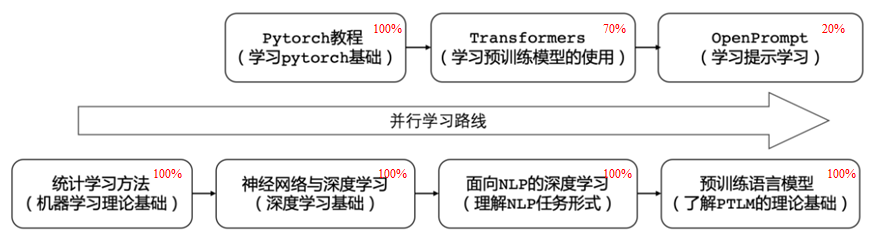 Pytorch教程 100%
(学习pytorch基础)
Transformers 70%
(学习预训练模型的使用)
OpenPrompt 20%
(学习提示学习)
并行学习路线
统计学习方法 100%
(机器学习理论基础)
神经网络与深度学习 100%
(深度学习基础)
面向NLP的深度学习 100%
(理解NLP任务形式)
预训练语言模型 100%
(了解PTLM的理论基础)